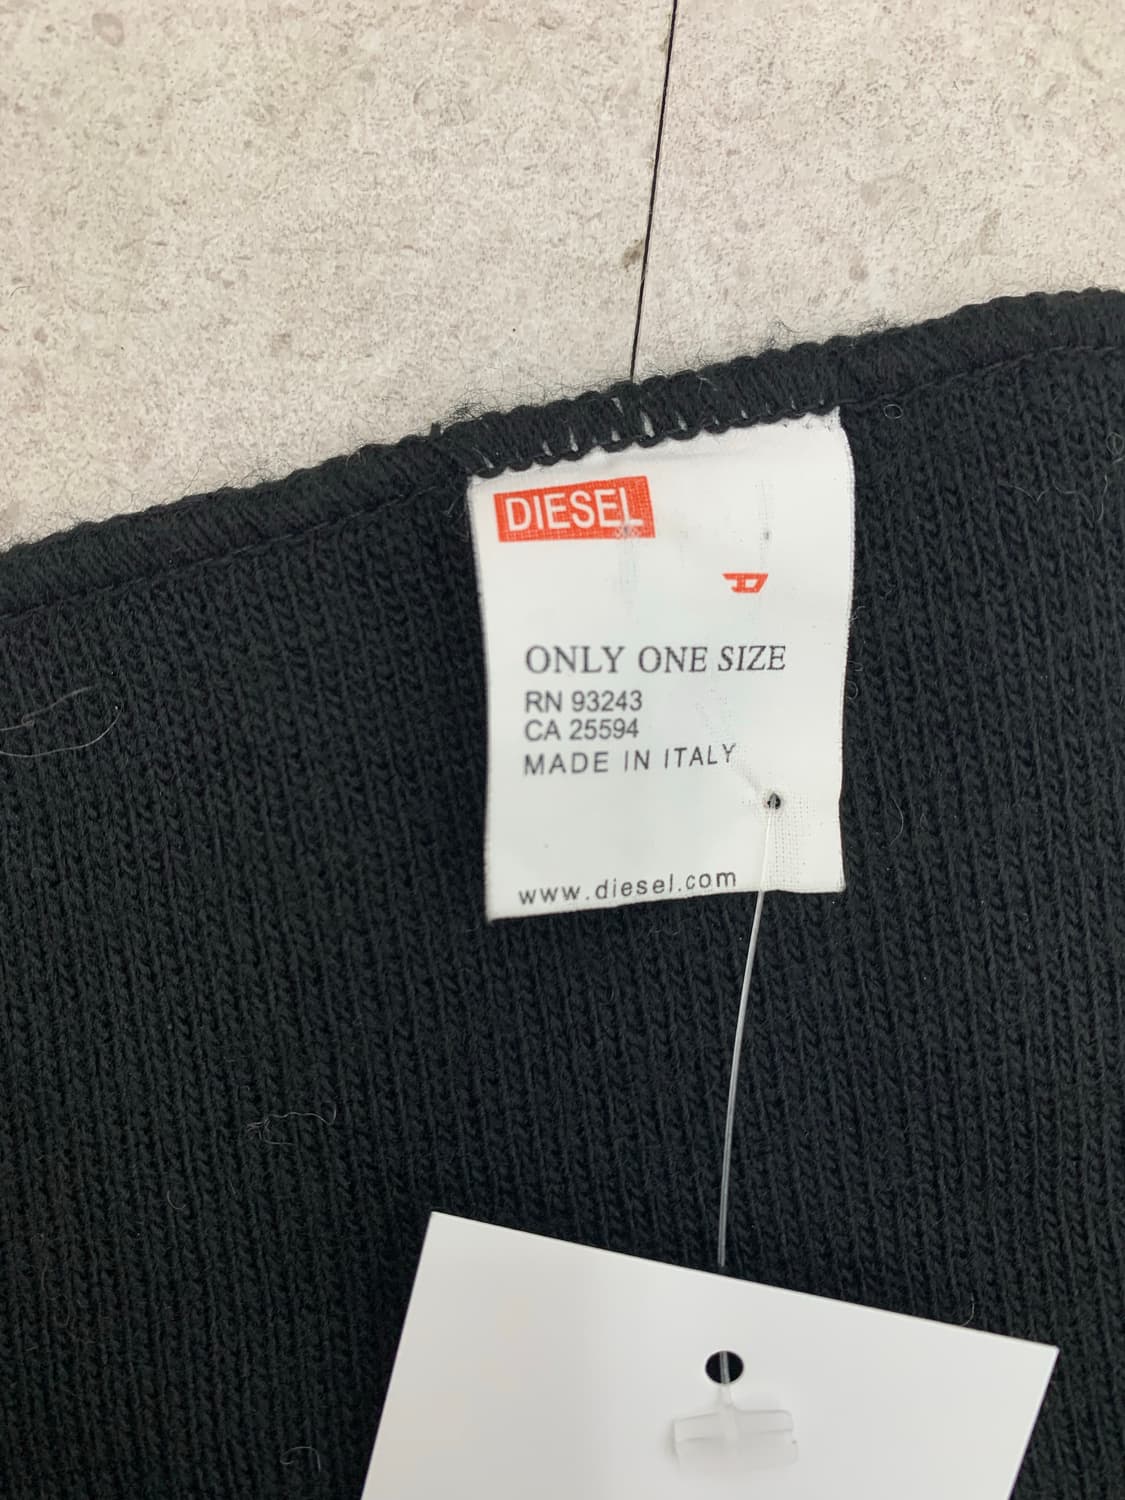 DIESEL
D
ONLY ONE SIZE
RN 93243
CA 25594
MADE IN ITALY
www.diesel.com